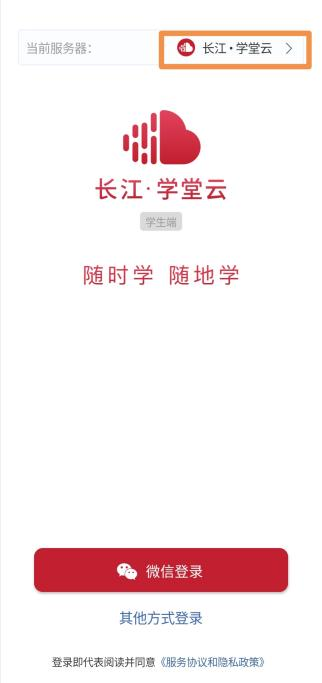 当前服务器： 长江·学堂云
长江·学堂云
学生端
随时学 随地学
微信登录
其他方式登录
登录即代表阅读并同意《服务协议和隐私政策》